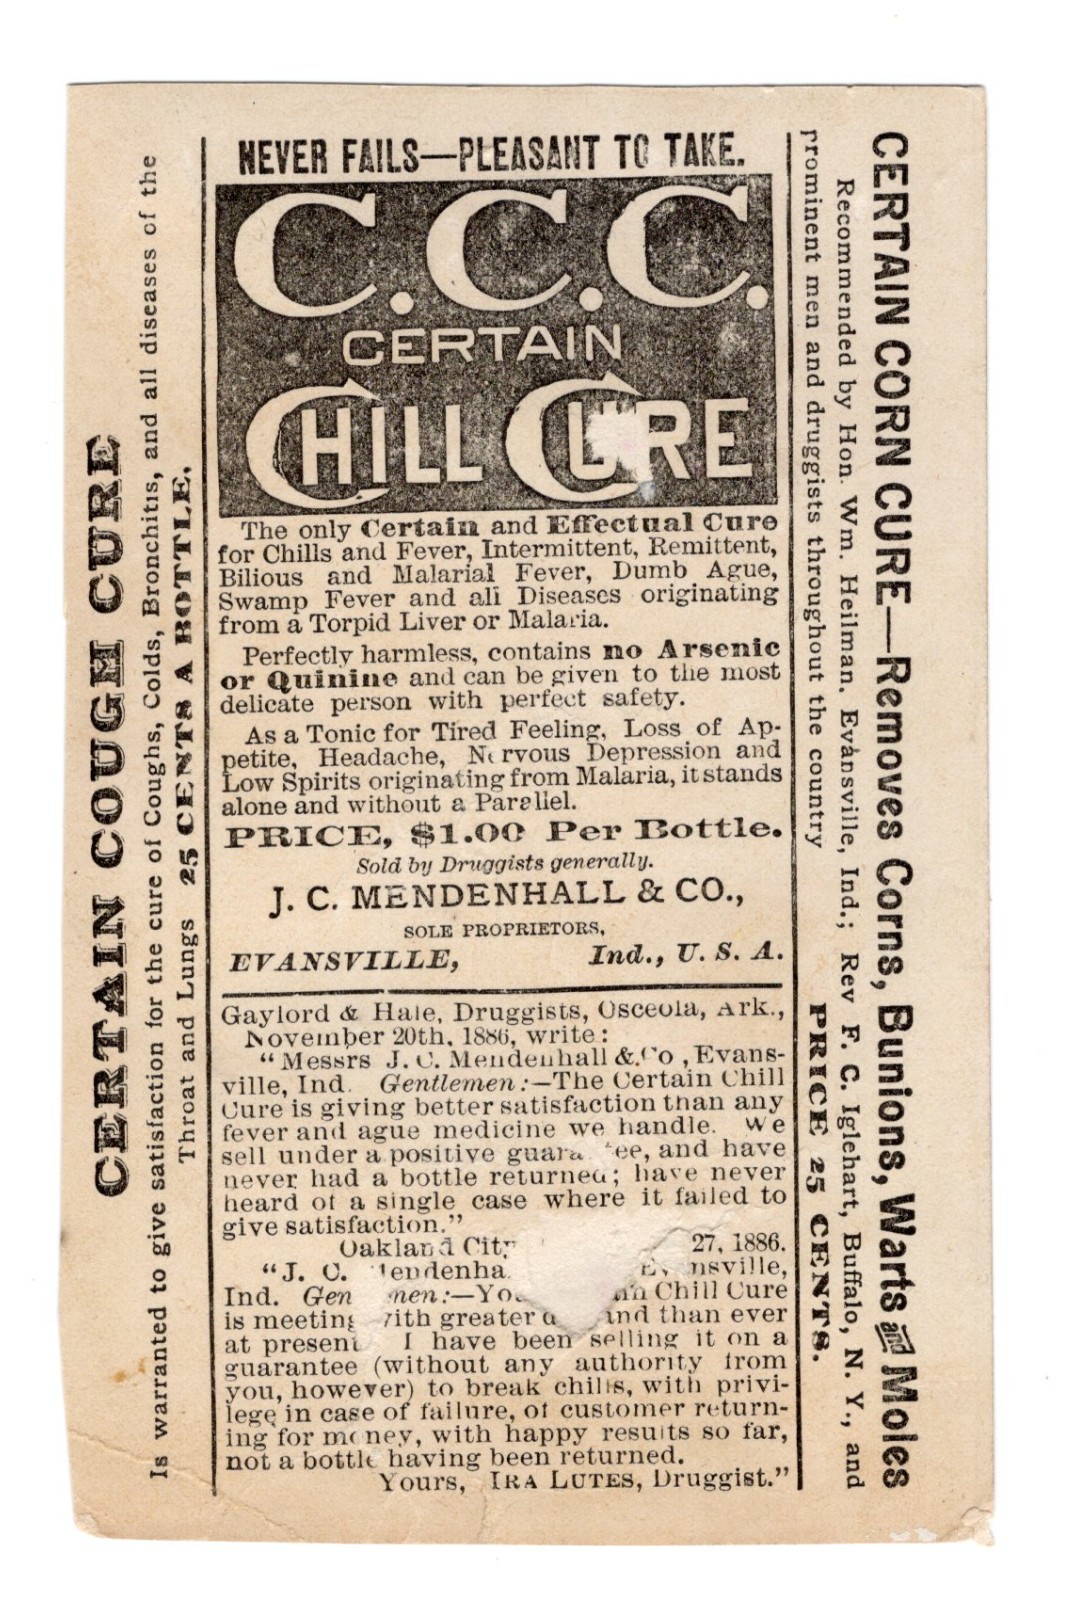 NEVER FAILS—PLEASANT TO TAKE.
C. C. C.
CERTAIN
CHILL CURE
The only Certain and Effectual Cure
for Chills and Fever, Intermittent, Remittent,
Bilious and Malarial Fever, Dumb Ague,
Swamp Fever and all Diseases originating
from a Torpid Liver or Malaria.
Perfectly harmless, contains no Arsenic
or Quinine and can be given to the most
delicate person with perfect safety.
As a Tonic for Tired Feeling, Loss of Ap-
petite, Headache, Nervous Depression and
Low Spirits originating from Malaria, it stands
alone and without a Parallel.
PRICE, $1.00 Per Bottle.
Sold by Druggists generally.
J. C. MENDENHALL & CO.,
SOLE PROPRIETORS,
EVANSVILLE, Ind., U. S. A.
Gaylord & Hale, Druggists, Osceola, Ark.,
November 20th, 1886, write:
"Messrs J. C. Mendenhall & Co, Evans-
ville, Ind. Gentlemen:—The Certain Chill
Cure is giving better satisfaction than any
fever and ague medicine we handle. We
sell under a positive guarantee, and have
never had a bottle returned; have never
heard of a single case where it failed to
give satisfaction."
Oakland City 27, 1886.
"J. C. Mendenhall Evansville,
Ind. Gentlemen:— Chill Cure
is meeting with greater demand than ever
at present I have been selling it on a
guarantee (without any authority from
you, however) to break chills, with privi-
lege in case of failure, of customer return-
ing for money, with happy results so far,
not a bottle having been returned.
Yours, IRA LUTES, Druggist."
CERTAIN COUGH CURE
Is warranted to give satisfaction for the cure of Coughs, Colds, Bronchitis, and all diseases of the
Throat and Lungs 25 CENTS A BOTTLE.
CERTAIN CORN CURE—Removes Corns, Bunions, Warts and Moles
Recommended by Hon. Wm. Heilman. Evansville, Ind.; Rev F. C. Iglehart, Buffalo, N. Y., and
prominent men and druggists throughout the country PRICE 25 CENTS.